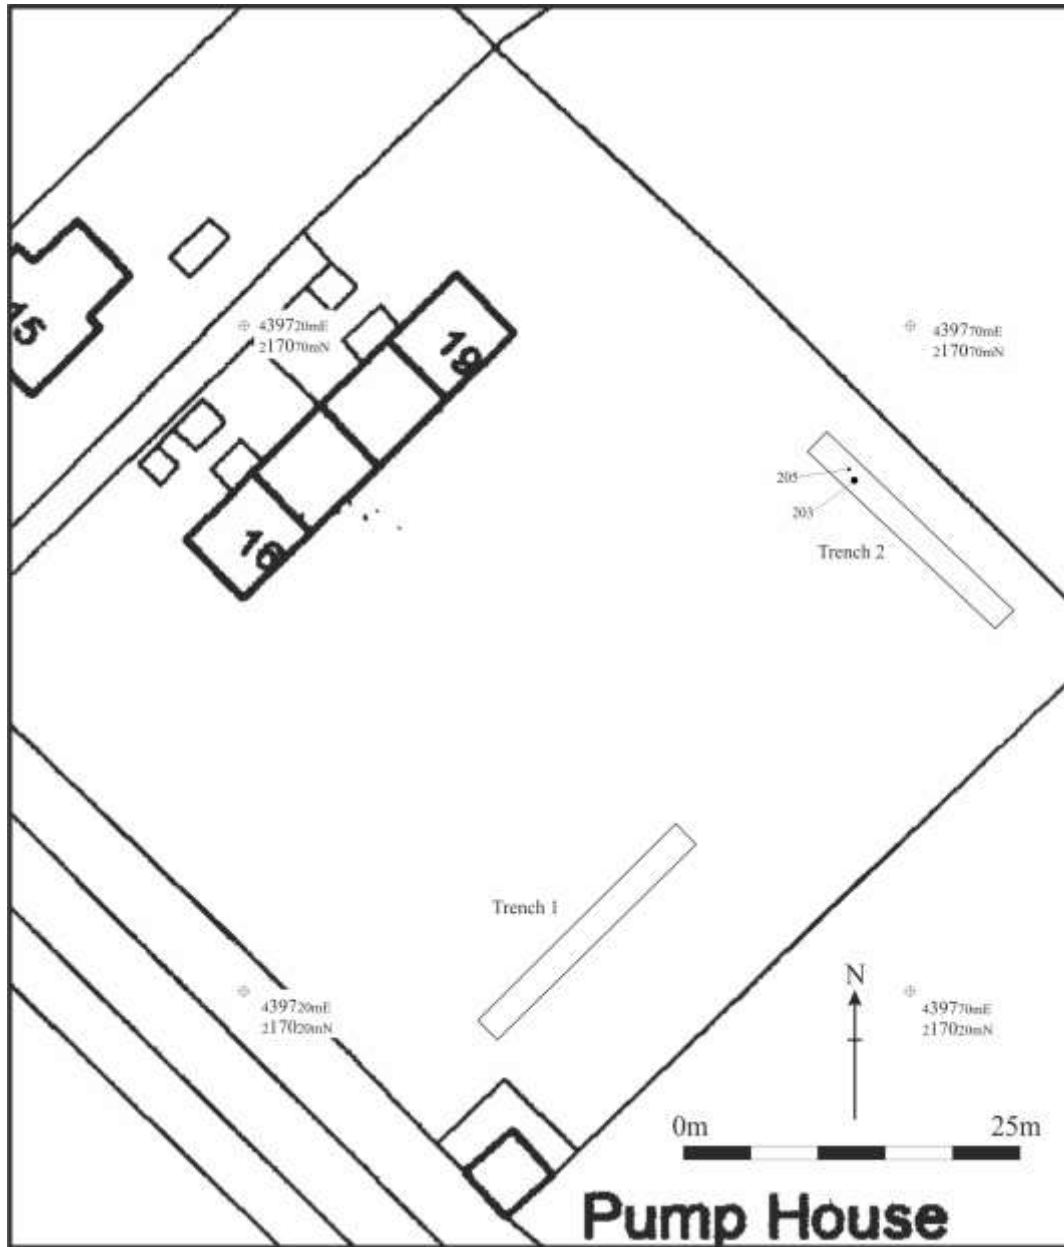 15
439720mE
217070mN
19
439770mE
217070mN
205
203
16
Trench 2
Trench 1
439720mE
217020mN
N
439770mE
217020mN
0m 25m
Pump House